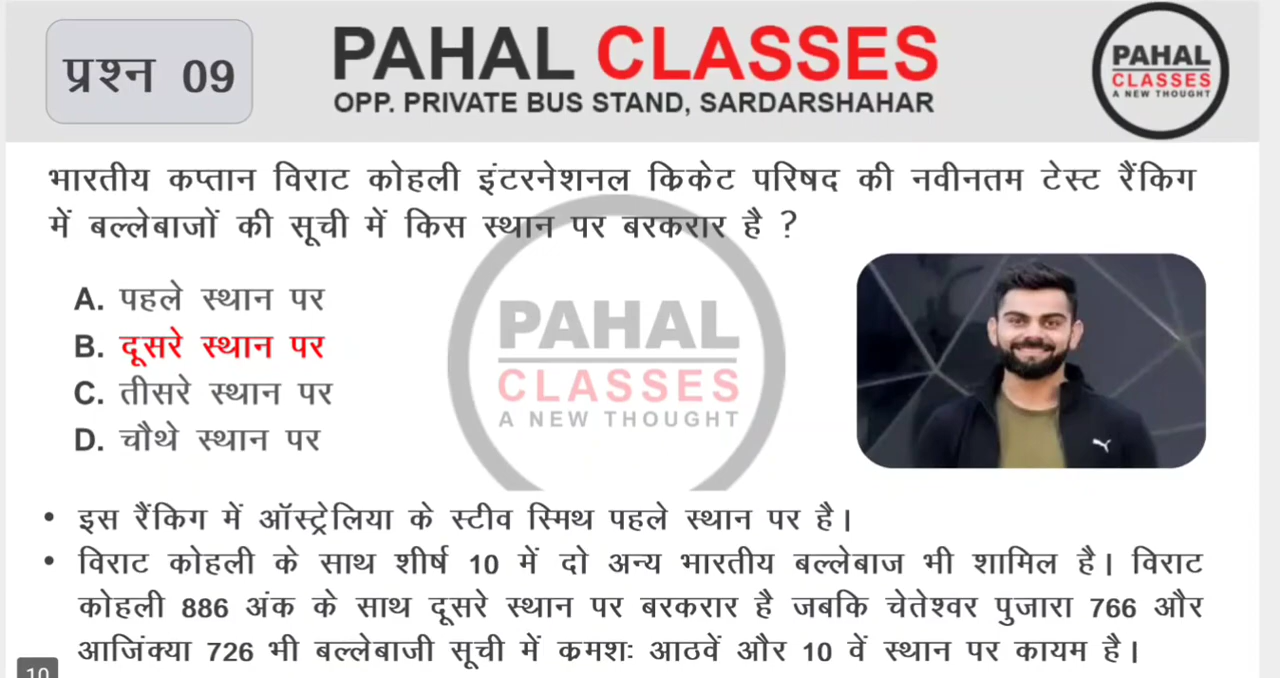 प्रश्न 09
PAHAL CLASSES
OPP. PRIVATE BUS STAND, SARDARSHAHAR
PAHAL
CLASSES
A NEW THOUGHT
भारतीय कप्तान विराट कोहली इंटरनेशनल किकेट परिषद की नवीनतम टेस्ट रैंकिग
में बल्लेबाजों की सूची में किस स्थान पर बरकरार है ?
A. पहले स्थान पर
B. दूसरे स्थान पर
C. तीसरे स्थान पर
D. चौथे स्थान पर
PAHAL
CLASSES
A NEW THOUGHT
• इस रैंकिग में ऑस्ट्रेलिया के स्टीव स्मिथ पहले स्थान पर है।
• विराट कोहली के साथ शीर्ष 10 में दो अन्य भारतीय बल्लेबाज भी शामिल है। विराट
कोहली 886 अंक के साथ दूसरे स्थान पर बरकरार है जबकि चेतेश्वर पुजारा 766 और
आजिंक्या 726 भी बल्लेबाजी सूची में कमशः आठवें और 10 वें स्थान पर कायम है।
10